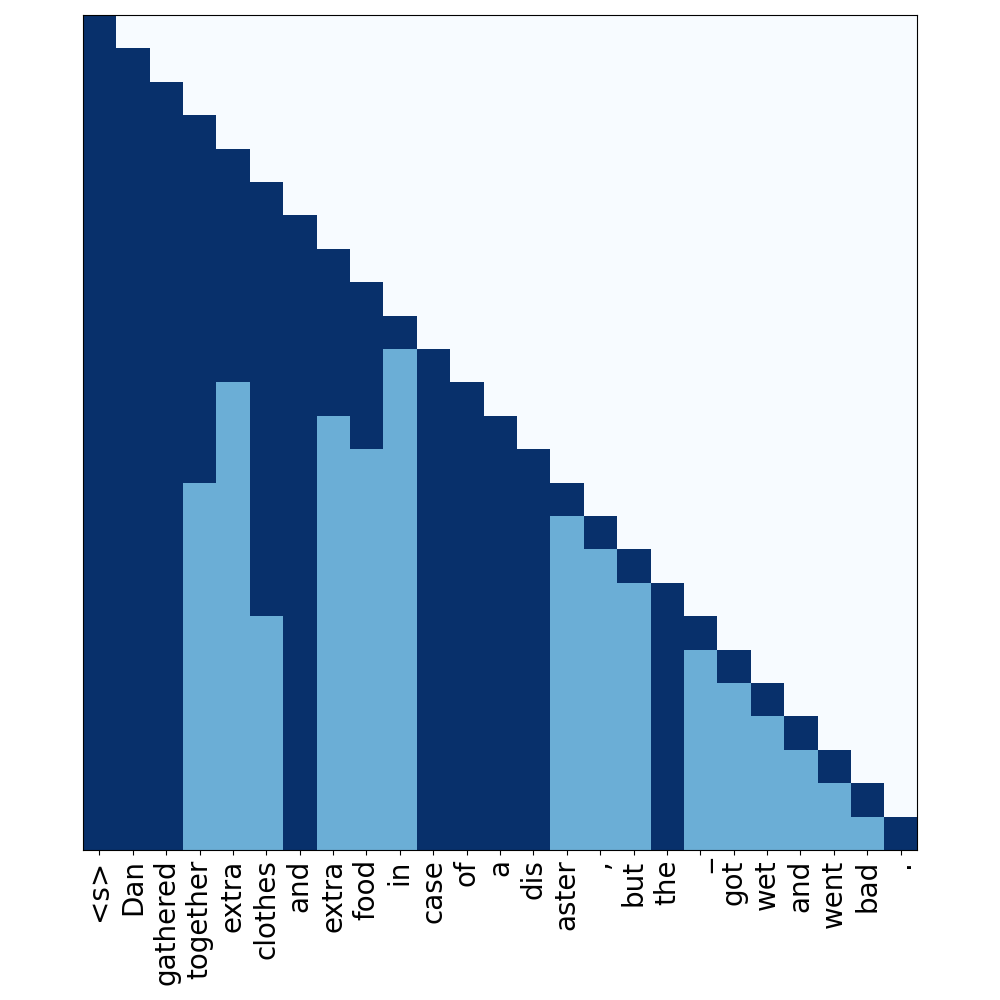 <s>
Dan
gathered
together
extra
clothes
and
extra
food
in
case
of
a
dis
aster
,
but
the
_
got
wet
and
went
bad
.